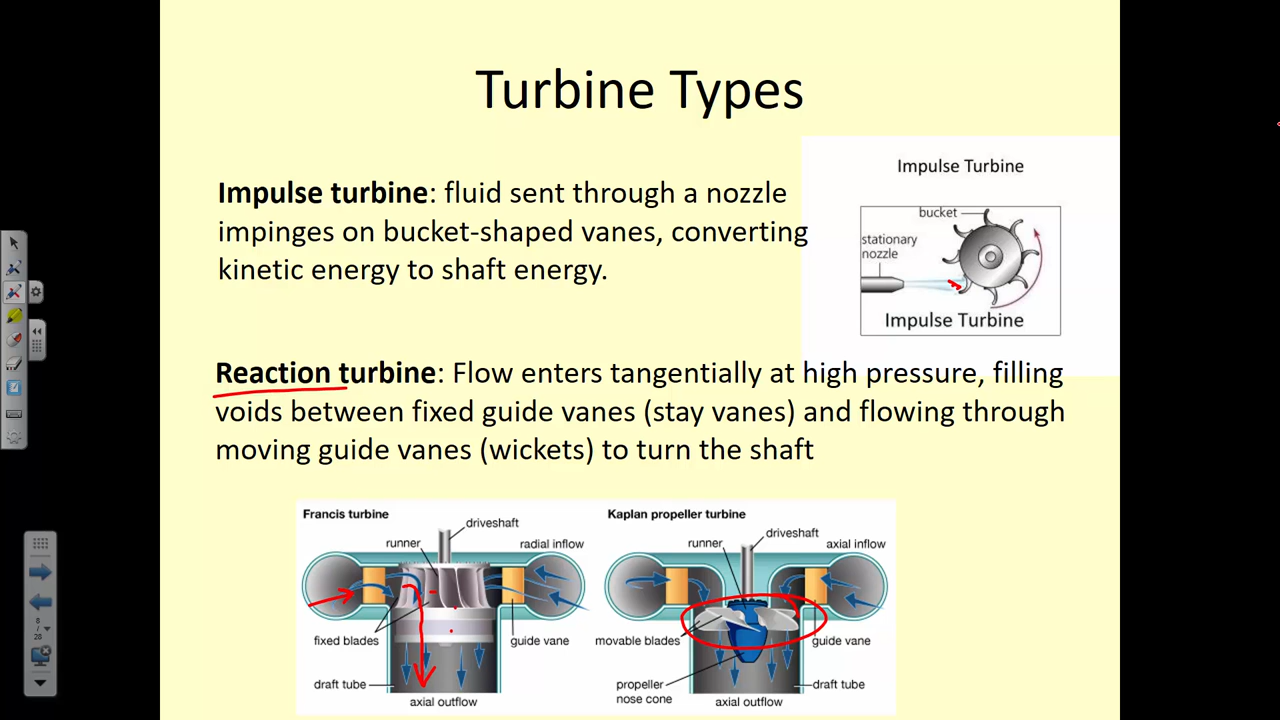 Turbine Types
Impulse turbine: fluid sent through a nozzle
impinges on bucket-shaped vanes, converting
kinetic energy to shaft energy.
Impulse Turbine
bucket
stationary
nozzle
Impulse Turbine
Reaction turbine: Flow enters tangentially at high pressure, filling
voids between fixed guide vanes (stay vanes) and flowing through
moving guide vanes (wickets) to turn the shaft
Francis turbine
driveshaft
runner
radial inflow
fixed blades
guide vane
draft tube
axial outflow
Kaplan propeller turbine
driveshaft
runner
axial inflow
movable blades
guide vane
propeller
nose cone
draft tube
axial outflow
8
/
28